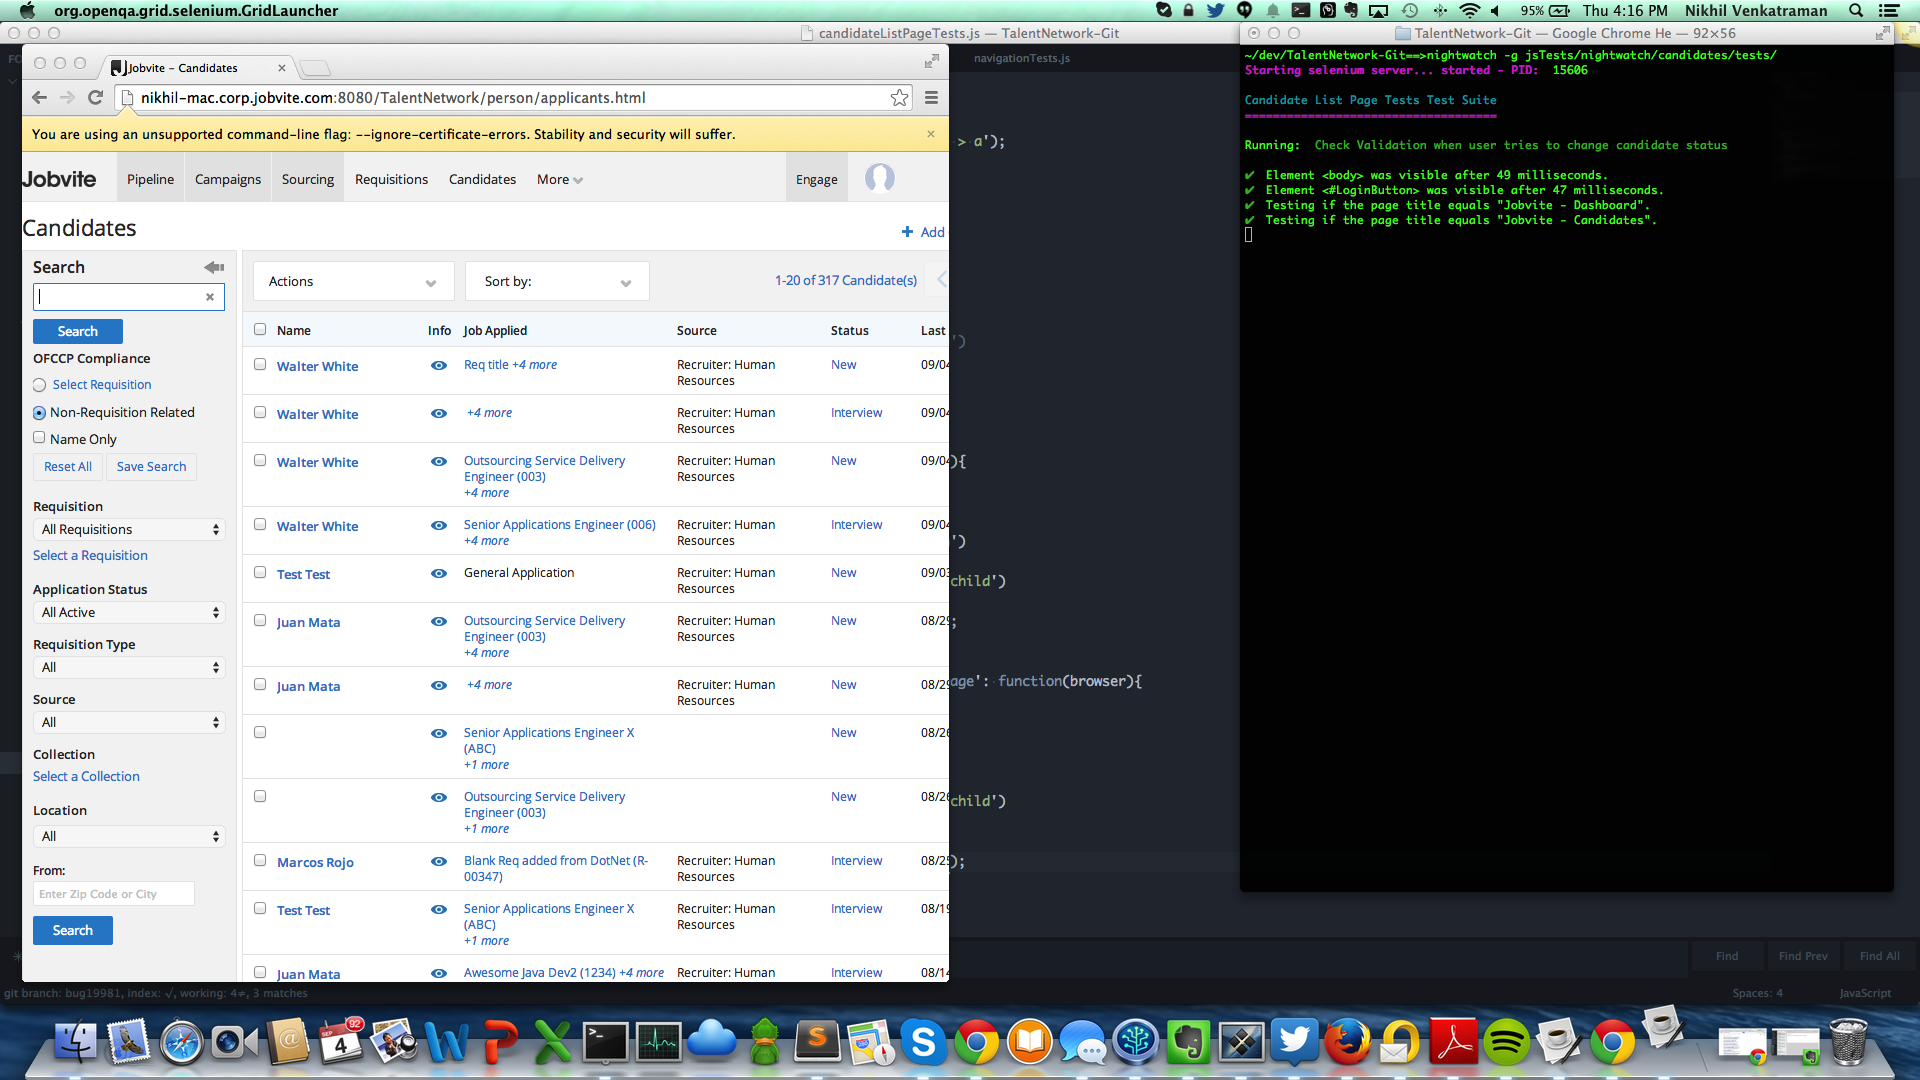 org.openqa.grid.selenium.GridLauncher
95%
Thu 4:16 PM
Nikhil Venkatraman
candidateListPageTests.js — TalentNetwork-Git
TalentNetwork-Git — Google Chrome He — 92×56
Jobvite - Candidates
nikhil-mac.corp.jobvite.com:8080/TalentNetwork/person/applicants.html
You are using an unsupported command-line flag: --ignore-certificate-errors. Stability and security will suffer.
Jobvite
Pipeline
Campaigns
Sourcing
Requisitions
Candidates
More
Engage
Candidates
+ Add
Search
Search
OFCCP Compliance
Select Requisition
Non-Requisition Related
Name Only
Reset All
Save Search
Requisition
All Requisitions
Select a Requisition
Application Status
All Active
Requisition Type
All
Source
All
Collection
Select a Collection
Location
All
From:
Enter Zip Code or City
Search
Actions
Sort by:
1-20 of 317 Candidate(s)
Name Info Job Applied Source Status Last
Walter White Req title +4 more Recruiter: Human New 09/04
Resources
Walter White +4 more Recruiter: Human Interview 09/04
Resources
Walter White Outsourcing Service Delivery Recruiter: Human New 09/04
Engineer (003) Resources
+4 more
Walter White Senior Applications Engineer (006) Recruiter: Human Interview 09/04
+4 more Resources
Test Test General Application Recruiter: Human New 09/03
Resources
Juan Mata Outsourcing Service Delivery Recruiter: Human New 08/29
Engineer (003) Resources
+4 more
Juan Mata +4 more Recruiter: Human New 08/29
Resources
Senior Applications Engineer X New 08/26
(ABC)
+1 more
Outsourcing Service Delivery New 08/26
Engineer (003)
+1 more
Marcos Rojo Blank Req added from DotNet (R- Recruiter: Human Interview 08/25
00347) Resources
Test Test Senior Applications Engineer X Recruiter: Human Interview 08/19
(ABC) Resources
+1 more
Juan Mata Awesome Java Dev2 (1234) +4 more Recruiter: Human Interview 08/14
navigationTests.js
> a');
')
){
')
child')
;
age': function(browser){
child')
);
~/dev/TalentNetwork-Git==>nightwatch -g jsTests/nightwatch/candidates/tests/
Starting selenium server... started - PID:  15606
Candidate List Page Tests Test Suite
====================================
Running:  Check Validation when user tries to change candidate status
✔  Element <body> was visible after 49 milliseconds.
✔  Element <#LoginButton> was visible after 47 milliseconds.
✔  Testing if the page title equals "Jobvite - Dashboard".
✔  Testing if the page title equals "Jobvite - Candidates".
Find
Find Prev
Find All
git branch: bug19981, index: √, working: 4≠, 3 matches
Spaces: 4
JavaScript
SEP
4
92